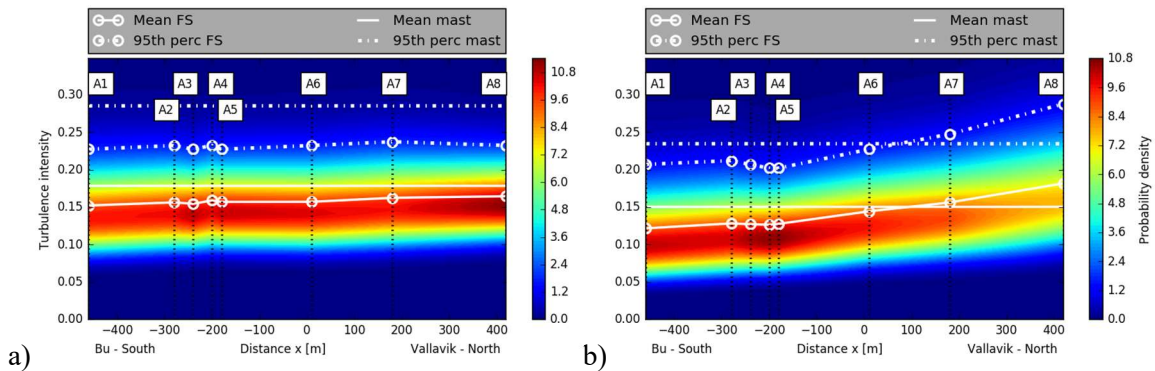 Mean FS
Mean mast
95th perc FS
95th perc mast
A1
A3
A4
A6
A7
A8
A2
A5
0.30
0.25
0.20
0.15
0.10
0.05
0.00
Turbulence intensity
−400 −300 −200 −100 0 100 200 300 400
Bu - South
Distance x [m]
Vallavik - North
10.8
9.6
8.4
7.2
6.0
4.8
3.6
2.4
1.2
0.0
a)
Mean FS
Mean mast
95th perc FS
95th perc mast
A1
A3
A4
A6
A7
A8
A2
A5
0.30
0.25
0.20
0.15
0.10
0.05
0.00
−400 −300 −200 −100 0 100 200 300 400
Bu - South
Distance x [m]
Vallavik - North
10.8
9.6
8.4
7.2
6.0
4.8
3.6
2.4
1.2
0.0
Probability density
b)